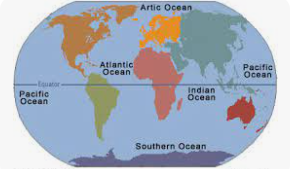 Artic Ocean
Atlantic
Ocean
Pacific
Ocean
Equator
Pacific
Ocean
Indian
Ocean
Southern Ocean